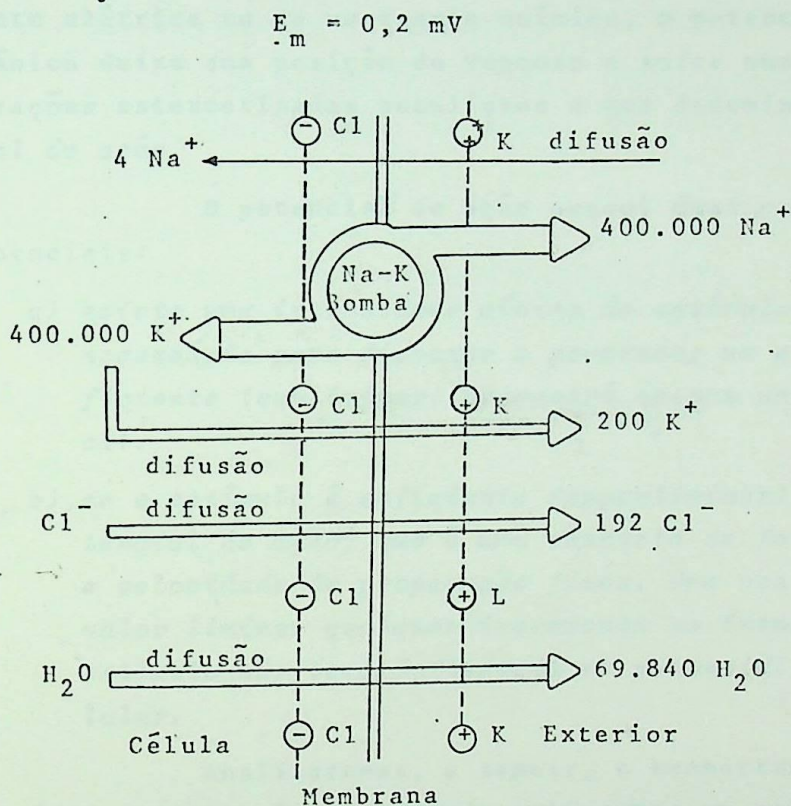 E_m = 0,2 mV
Cl
K difusão
4 Na⁺
400.000 Na⁺
Na-K
Bomba
400.000 K⁺
Cl
K
200 K⁺
difusão
Cl⁻ difusão
192 Cl⁻
Cl
L
H₂O difusão
69.840 H₂O
Célula
Cl
K
Exterior
Membrana